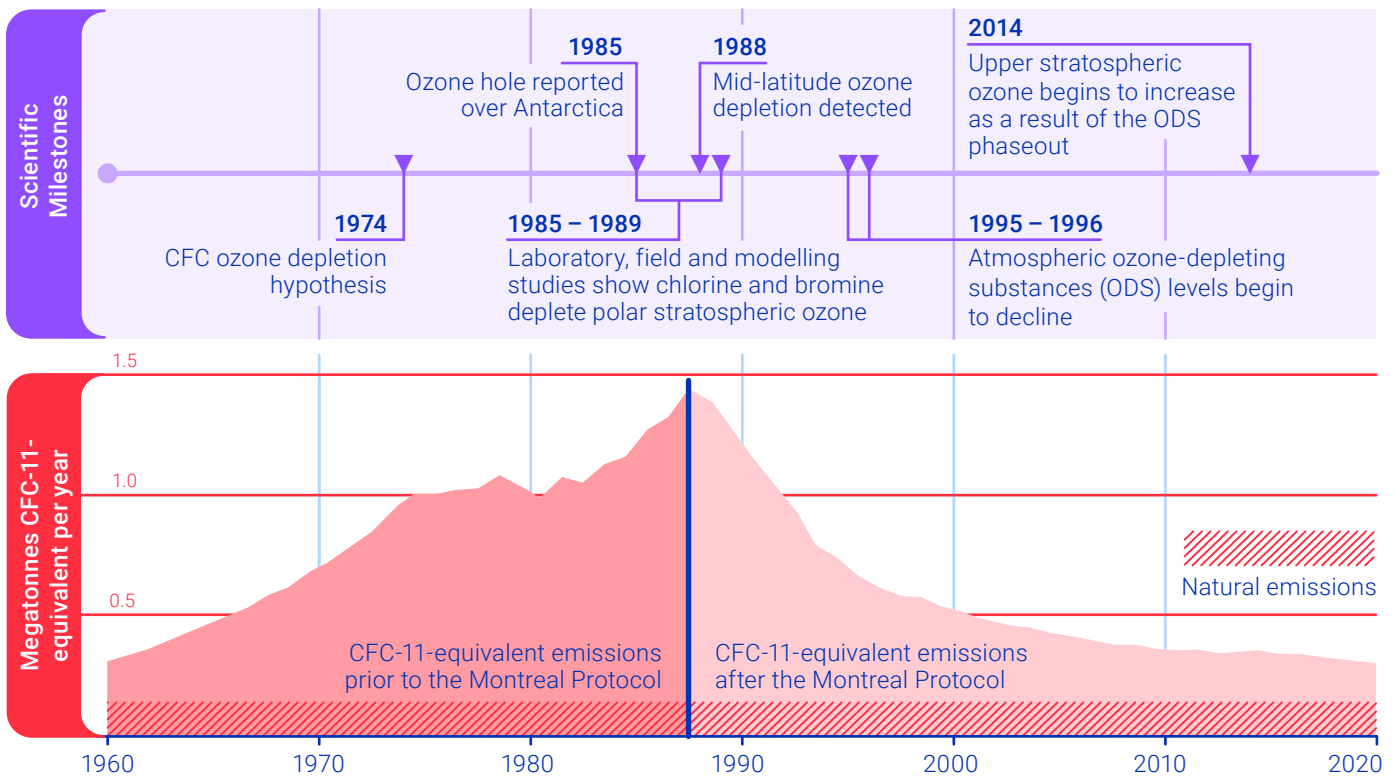 Scientific
Milestones
1985
Ozone hole reported
over Antarctica
1988
Mid-latitude ozone
depletion detected
2014
Upper stratospheric
ozone begins to increase
as a result of the ODS
phaseout
1974
CFC ozone depletion
hypothesis
1985 – 1989
Laboratory, field and modelling
studies show chlorine and bromine
deplete polar stratospheric ozone
1995 – 1996
Atmospheric ozone-depleting
substances (ODS) levels begin
to decline
Megatonnes CFC-11-
equivalent per year
1.5
1.0
0.5
Natural emissions
CFC-11-equivalent emissions
prior to the Montreal Protocol
CFC-11-equivalent emissions
after the Montreal Protocol
1960
1970
1980
1990
2000
2010
2020